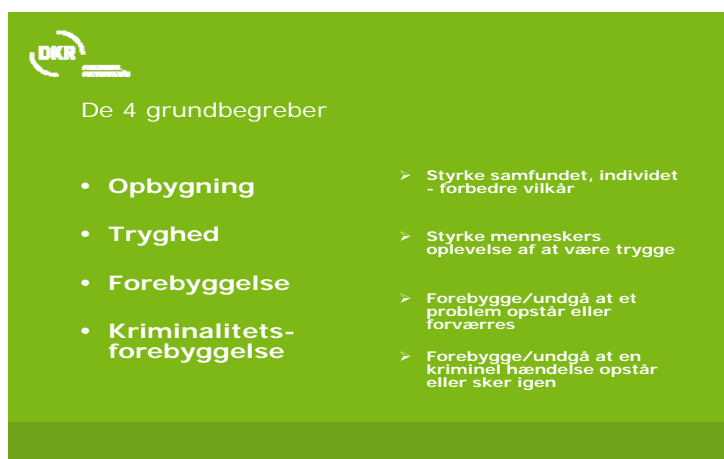 DKR
De 4 grundbegreber
• Opbygning
• Tryghed
• Forebyggelse
• Kriminalitets-
forebyggelse
➢ Styrke samfundet, individet
- forbedre vilkår
➢ Styrke menneskers
oplevelse af at være trygge
➢ Forebygge/undgå at et
problem opstår eller
forværres
➢ Forebygge/undgå at en
kriminel hændelse opstår
eller sker igen